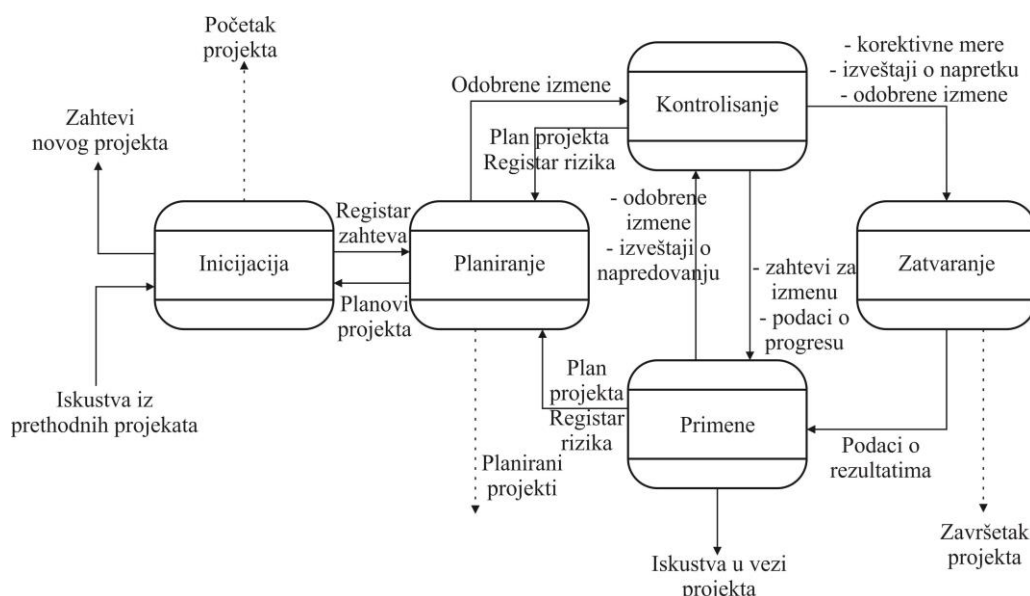 Početak
projekta
- korektivne mere
- izveštaji o napretku
- odobrene izmene
Odobrene izmene
Kontrolisanje
Zahtevi
novog projekta
Plan projekta
Registar rizika
Registar
zahteva
- odobrene
izmene
- izveštaji o
napredovanju
Inicijacija
Planiranje
Zatvaranje
- zahtevi za
izmenu
- podaci o
progresu
Planovi
projekta
Plan
projekta
Registar
rizika
Iskustva iz
prethodnih projekata
Primene
Podaci o
rezultatima
Planirani
projekti
Završetak
projekta
Iskustva u vezi
projekta